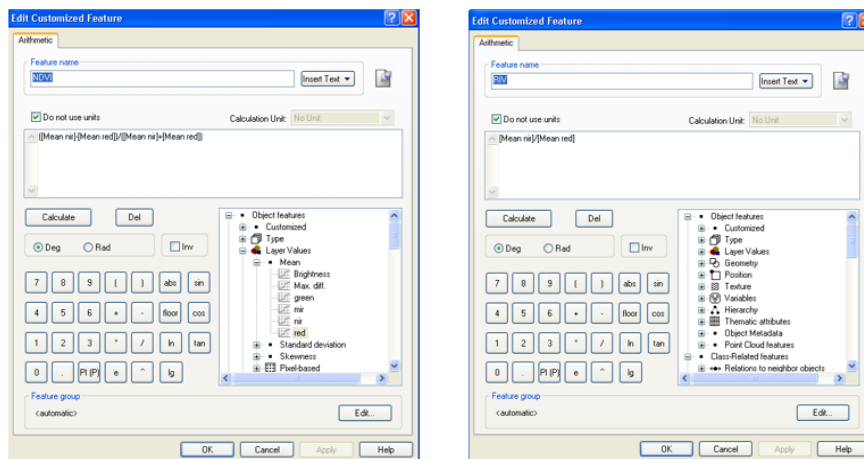 Edit Customized Feature
Arithmetic
Feature name
NDVI
Insert Text
Do not use units
Calculation Unit: No Unit
([Mean nir]-[Mean red])/([Mean nir]+[Mean red])
Calculate
Del
Deg
Rad
Inv
7 8 9 ( ) abs sin
4 5 6 + - floor cos
1 2 3 * / ln tan
0 . PI (P) e ^ lg
Object features
Customized
Type
Layer Values
Mean
Brightness
Max. diff.
green
mir
nir
red
Standard deviation
Skewness
Pixel-based
Feature group
<automatic>
Edit...
OK Cancel Apply Help
Edit Customized Feature
Arithmetic
Feature name
RIV
Insert Text
Do not use units
Calculation Unit: No Unit
[Mean nir]/[Mean red]
Calculate
Del
Deg
Rad
Inv
7 8 9 ( ) abs sin
4 5 6 + - floor cos
1 2 3 * / ln tan
0 . PI (P) e ^ lg
Object features
Customized
Type
Layer Values
Geometry
Position
Texture
Variables
Hierarchy
Thematic attributes
Object Metadata
Point Cloud features
Class-Related features
Relations to neighbor objects
Feature group
<automatic>
Edit...
OK Cancel Apply Help